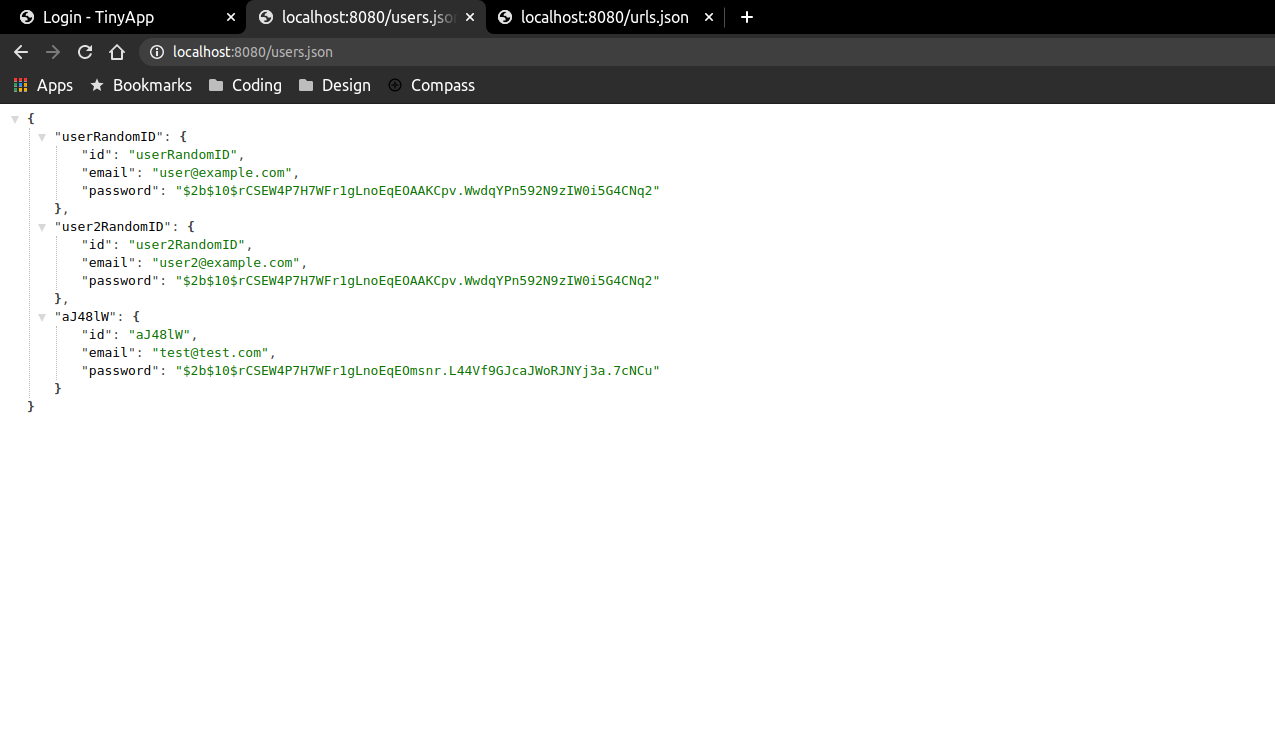 Login - TinyApp
localhost:8080/users.json
localhost:8080/urls.json
localhost:8080/users.json
Apps Bookmarks Coding Design Compass
{
"userRandomID": {
"id": "userRandomID",
"email": "user@example.com",
"password": "$2b$10$rCSEW4P7H7WFr1gLnoEqEOAAKCpv.WwdqYPn592N9zIW0i5G4CNq2"
},
"user2RandomID": {
"id": "user2RandomID",
"email": "user2@example.com",
"password": "$2b$10$rCSEW4P7H7WFr1gLnoEqEOAAKCpv.WwdqYPn592N9zIW0i5G4CNq2"
},
"aJ48lW": {
"id": "aJ48lW",
"email": "test@test.com",
"password": "$2b$10$rCSEW4P7H7WFr1gLnoEqEOmsnr.L44Vf9GJcaJWoRJNYj3a.7cNCu"
}
}